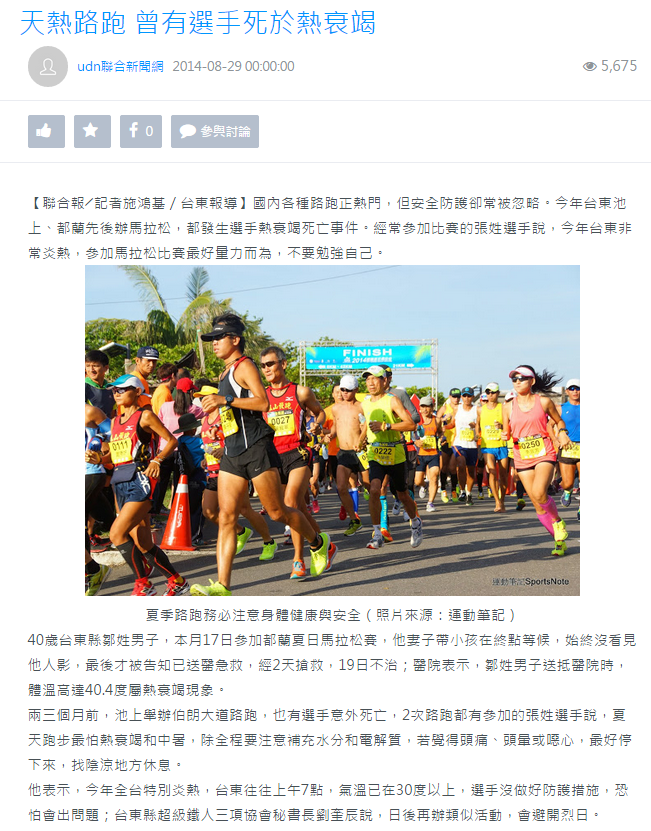 天熱路跑 曾有選手死於熱衰竭
udn聯合新聞網 2014-08-29 00:00:00 5,675
0 參與討論
【聯合報╱記者施鴻基／台東報導】國內各種路跑正熱門，但安全防護卻常被忽略。今年台東池
上、都蘭先後辦馬拉松，都發生選手熱衰竭死亡事件。經常參加比賽的張姓選手說，今年台東非
常炎熱，參加馬拉松比賽最好量力而為，不要勉強自己。
FINISH
0111
0027
0222
0250
運動筆記SportsNote
夏季路跑務必注意身體健康與安全（照片來源：運動筆記）
40歲台東縣鄒姓男子，本月17日參加都蘭夏日馬拉松賽，他妻子帶小孩在終點等候，始終沒看見
他人影，最後才被告知已送醫急救，經2天搶救，19日不治；醫院表示，鄒姓男子送抵醫院時，
體溫高達40.4度屬熱衰竭現象。
兩三個月前，池上舉辦伯朗大道路跑，也有選手意外死亡，2次路跑都有參加的張姓選手說，夏
天跑步最怕熱衰竭和中暑，除全程要注意補充水分和電解質，若覺得頭痛、頭暈或噁心，最好停
下來，找陰涼地方休息。
他表示，今年全台特別炎熱，台東往往上午7點，氣溫已在30度以上，選手沒做好防護措施，恐
怕會出問題；台東縣超級鐵人三項協會秘書長劉奎辰說，日後再辦類似活動，會避開烈日。